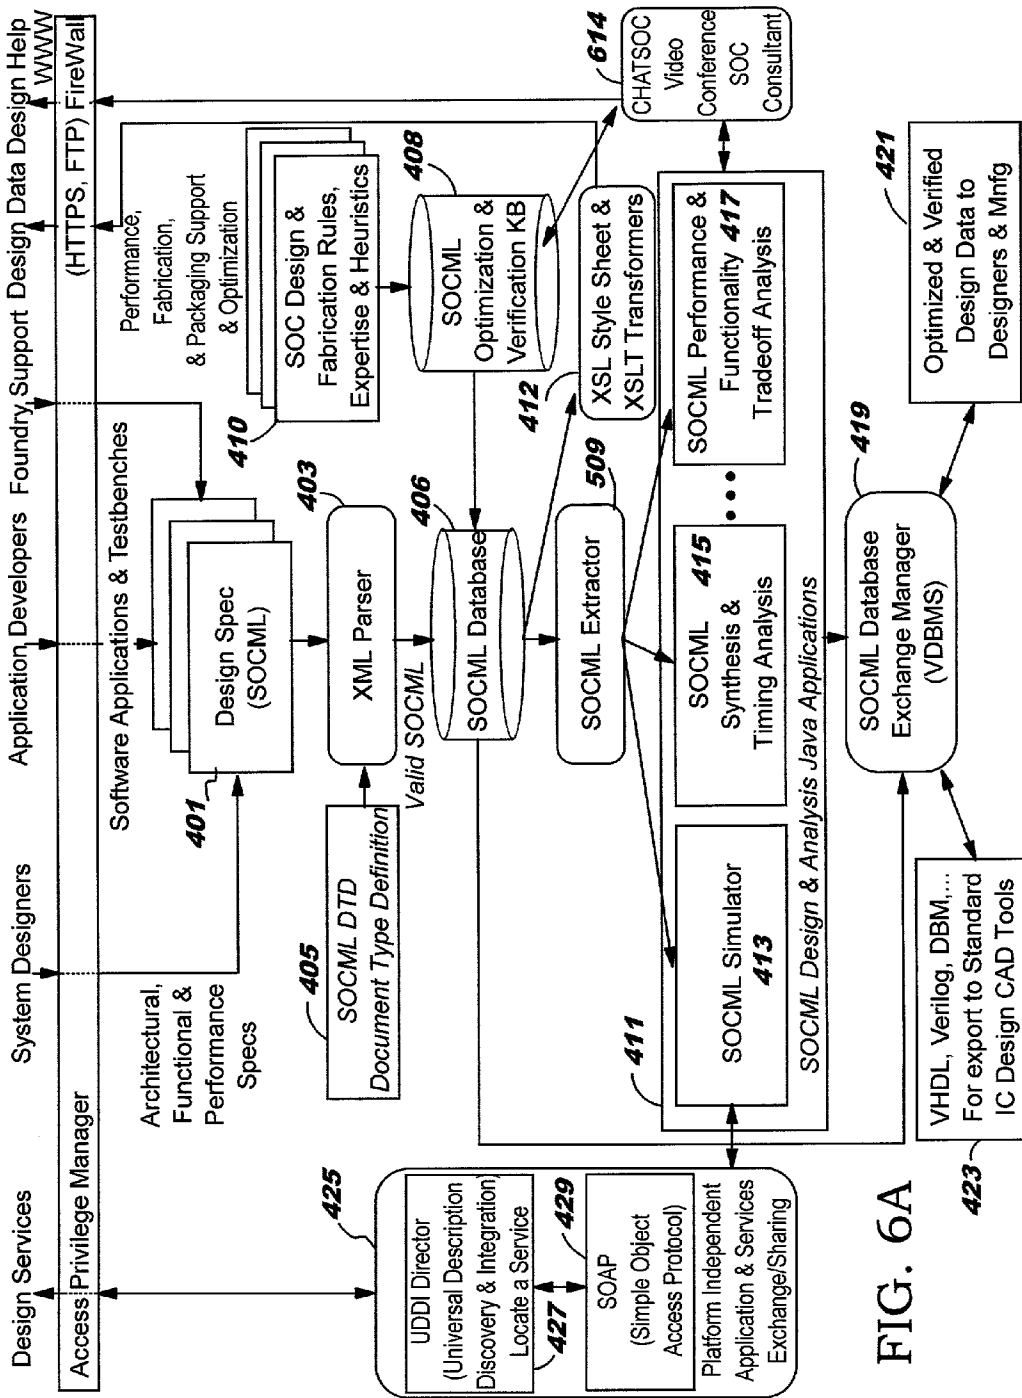 Design Services
System Designers
Application Developers
Foundry Support
Design Data
Design Help
WWW
Access Privilege Manager
(HTTPS, FTP) FireWall
Architectural,
Functional &
Performance
Specs
Software Applications & Testbenches
Performance,
Fabrication,
& Packaging Support
& Optimization
401
Design Spec
(SOCML)
410
SOC Design &
Fabrication Rules,
Expertise & Heuristics
405
SOCML DTD
Document Type Definition
403
XML Parser
Valid SOCML
406
SOCML Database
408
SOCML
Optimization &
Verification KB
614
CHATSOC
Video
Conference
SOC
Consultant
509
SOCML Extractor
412
XSL Style Sheet &
XSLT Transformers
425
UDDI Director
(Universal Description
Discovery & Integration)
Locate a Service
427
429
SOAP
(Simple Object
Access Protocol)
Platform Independent
Application & Services
Exchange/Sharing
411
SOCML Simulator
413
SOCML 415
Synthesis &
Timing Analysis
SOCML Performance &
Functionality 417
Tradeoff Analysis
SOCML Design & Analysis Java Applications
419
SOCML Database
Exchange Manager
(VDBMS)
423
VHDL, Verilog, DBM,...
For export to Standard
IC Design CAD Tools
421
Optimized & Verified
Design Data to
Designers & Mnfg
FIG. 6A